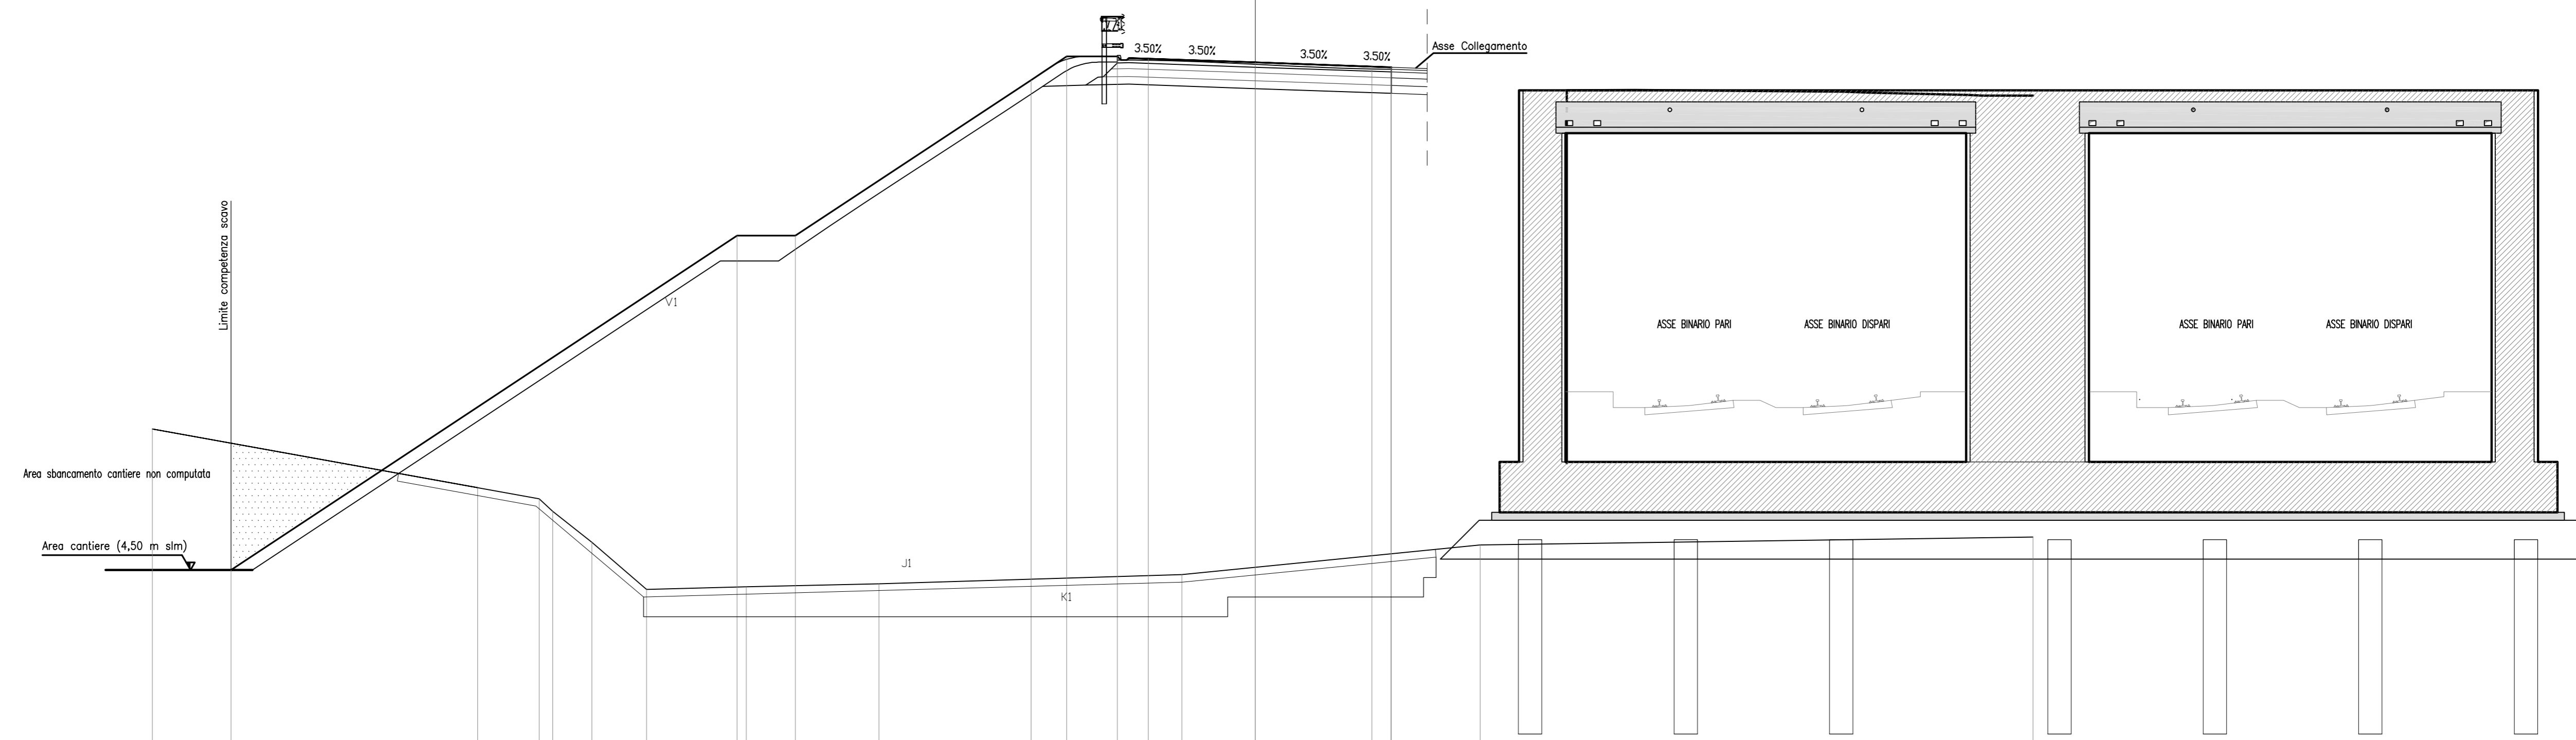 3.50%
3.50%
3.50%
3.50%
Asse Collegamento
Limite competenza scavo
V1
ASSE BINARIO PARI
ASSE BINARIO DISPARI
ASSE BINARIO PARI
ASSE BINARIO DISPARI
Area sbancamento cantiere non computata
Area cantiere (4,50 m slm)
J1
K1